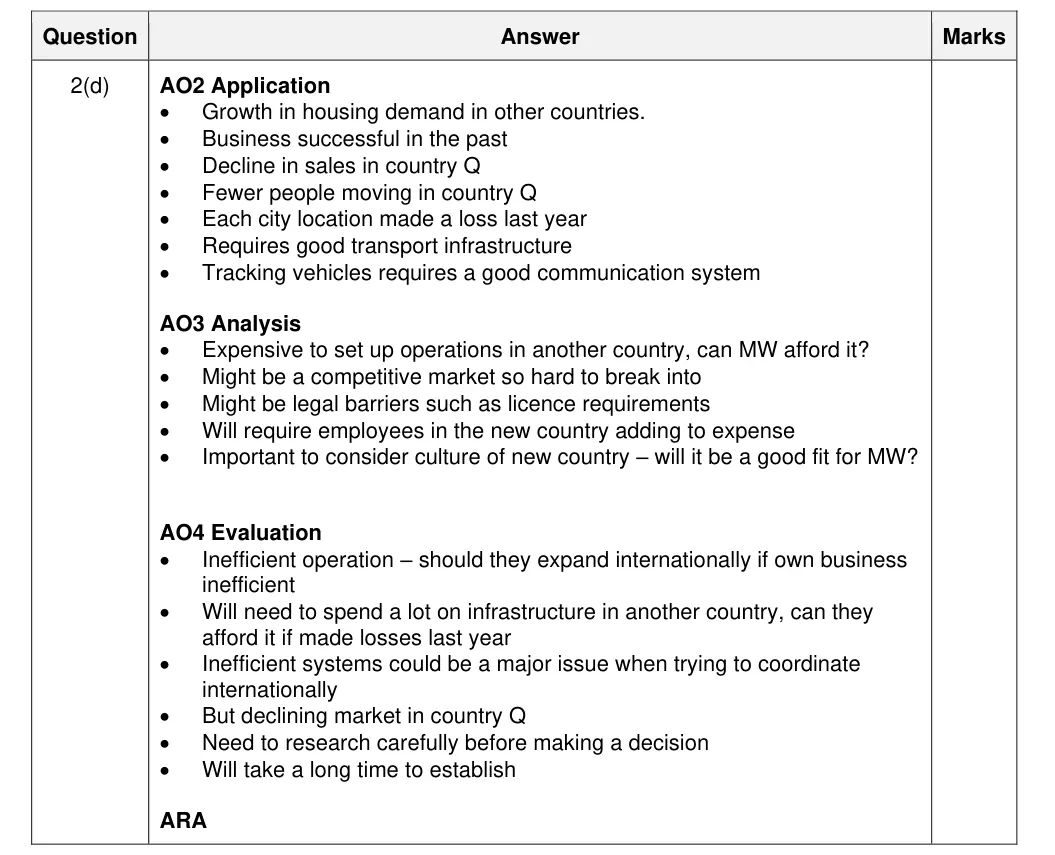 Question Answer Marks
2(d) AO2 Application
• Growth in housing demand in other countries.
• Business successful in the past
• Decline in sales in country Q
• Fewer people moving in country Q
• Each city location made a loss last year
• Requires good transport infrastructure
• Tracking vehicles requires a good communication system
AO3 Analysis
• Expensive to set up operations in another country, can MW afford it?
• Might be a competitive market so hard to break into
• Might be legal barriers such as licence requirements
• Will require employees in the new country adding to expense
• Important to consider culture of new country – will it be a good fit for MW?
AO4 Evaluation
• Inefficient operation – should they expand internationally if own business
inefficient
• Will need to spend a lot on infrastructure in another country, can they
afford it if made losses last year
• Inefficient systems could be a major issue when trying to coordinate
internationally
• But declining market in country Q
• Need to research carefully before making a decision
• Will take a long time to establish
ARA